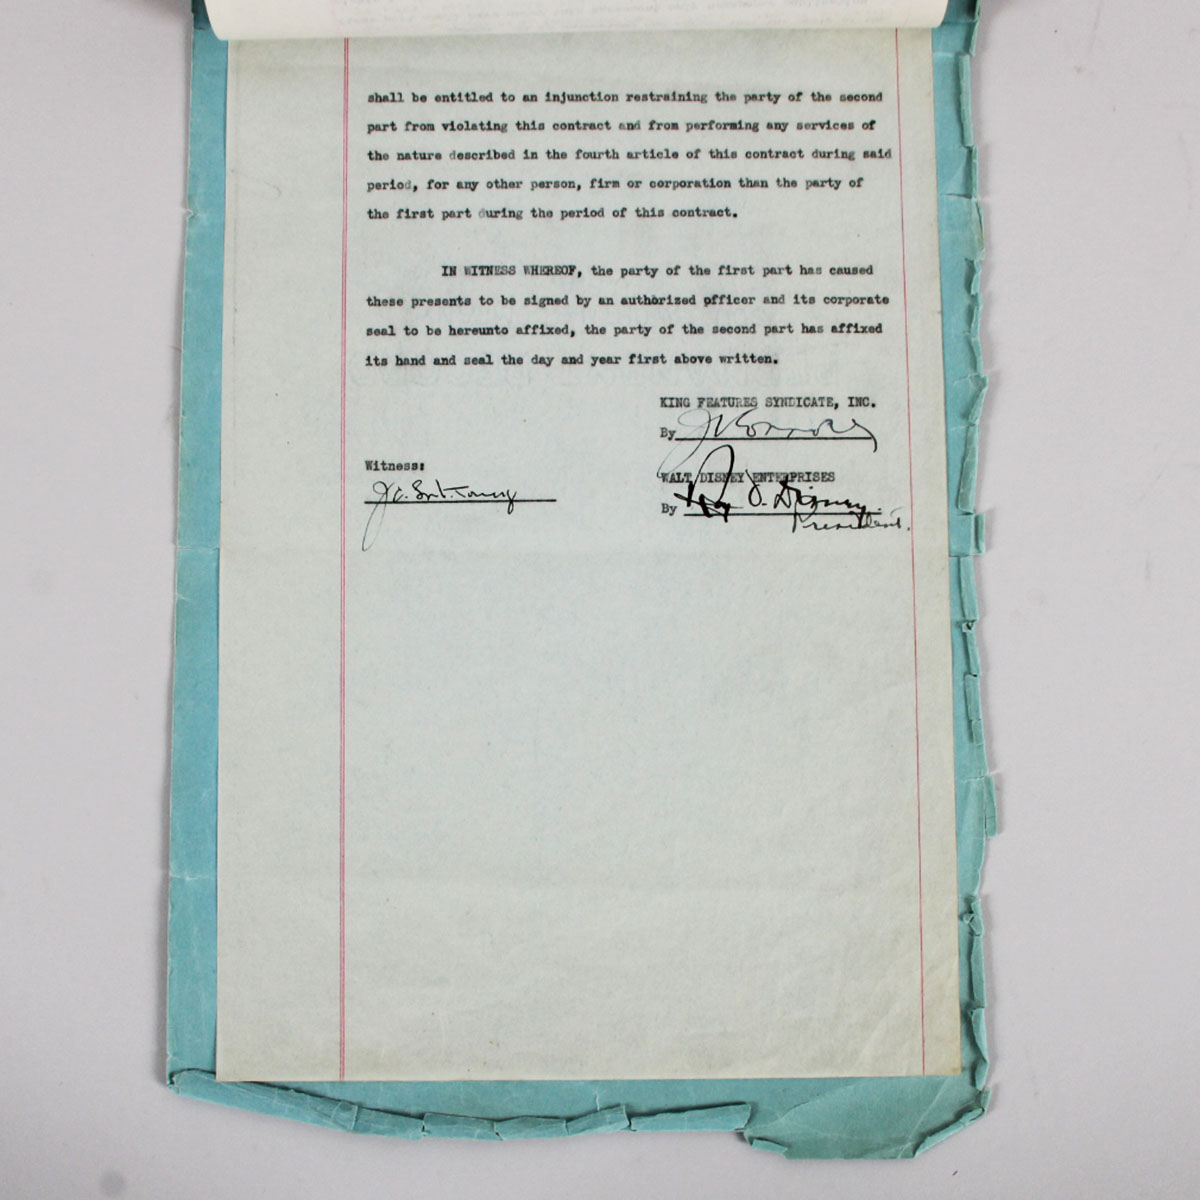 shall be entitled to an injunction restraining the party of the second
part from violating this contract and from performing any services of
the nature described in the fourth article of this contract during said
period, for any other person, firm or corporation than the party of
the first part during the period of this contract.
IN WITNESS WHEREOF, the party of the first part has caused
these presents to be signed by an authorized officer and its corporate
seal to be hereunto affixed, the party of the second part has affixed
its hand and seal the day and year first above written.
KING FEATURES SYNDICATE, INC.
By
Witness:
WALT DISNEY ENTERPRISES
By Roy O. Disney.
President.